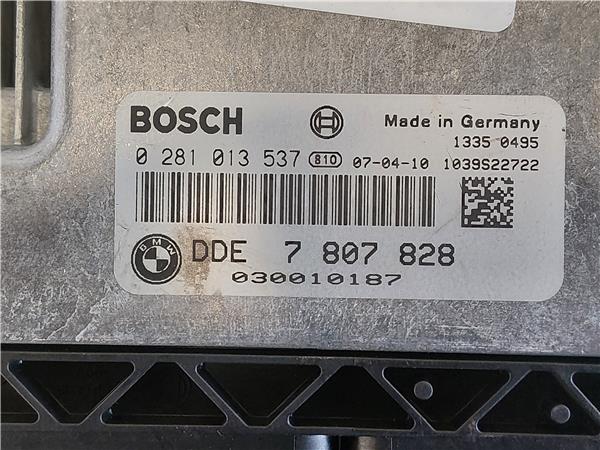 BOSCH
Made in Germany
1335 0495
0 281 013 537 810 07-04-10 1039S22722
BMW
DDE 7 807 828
030010187